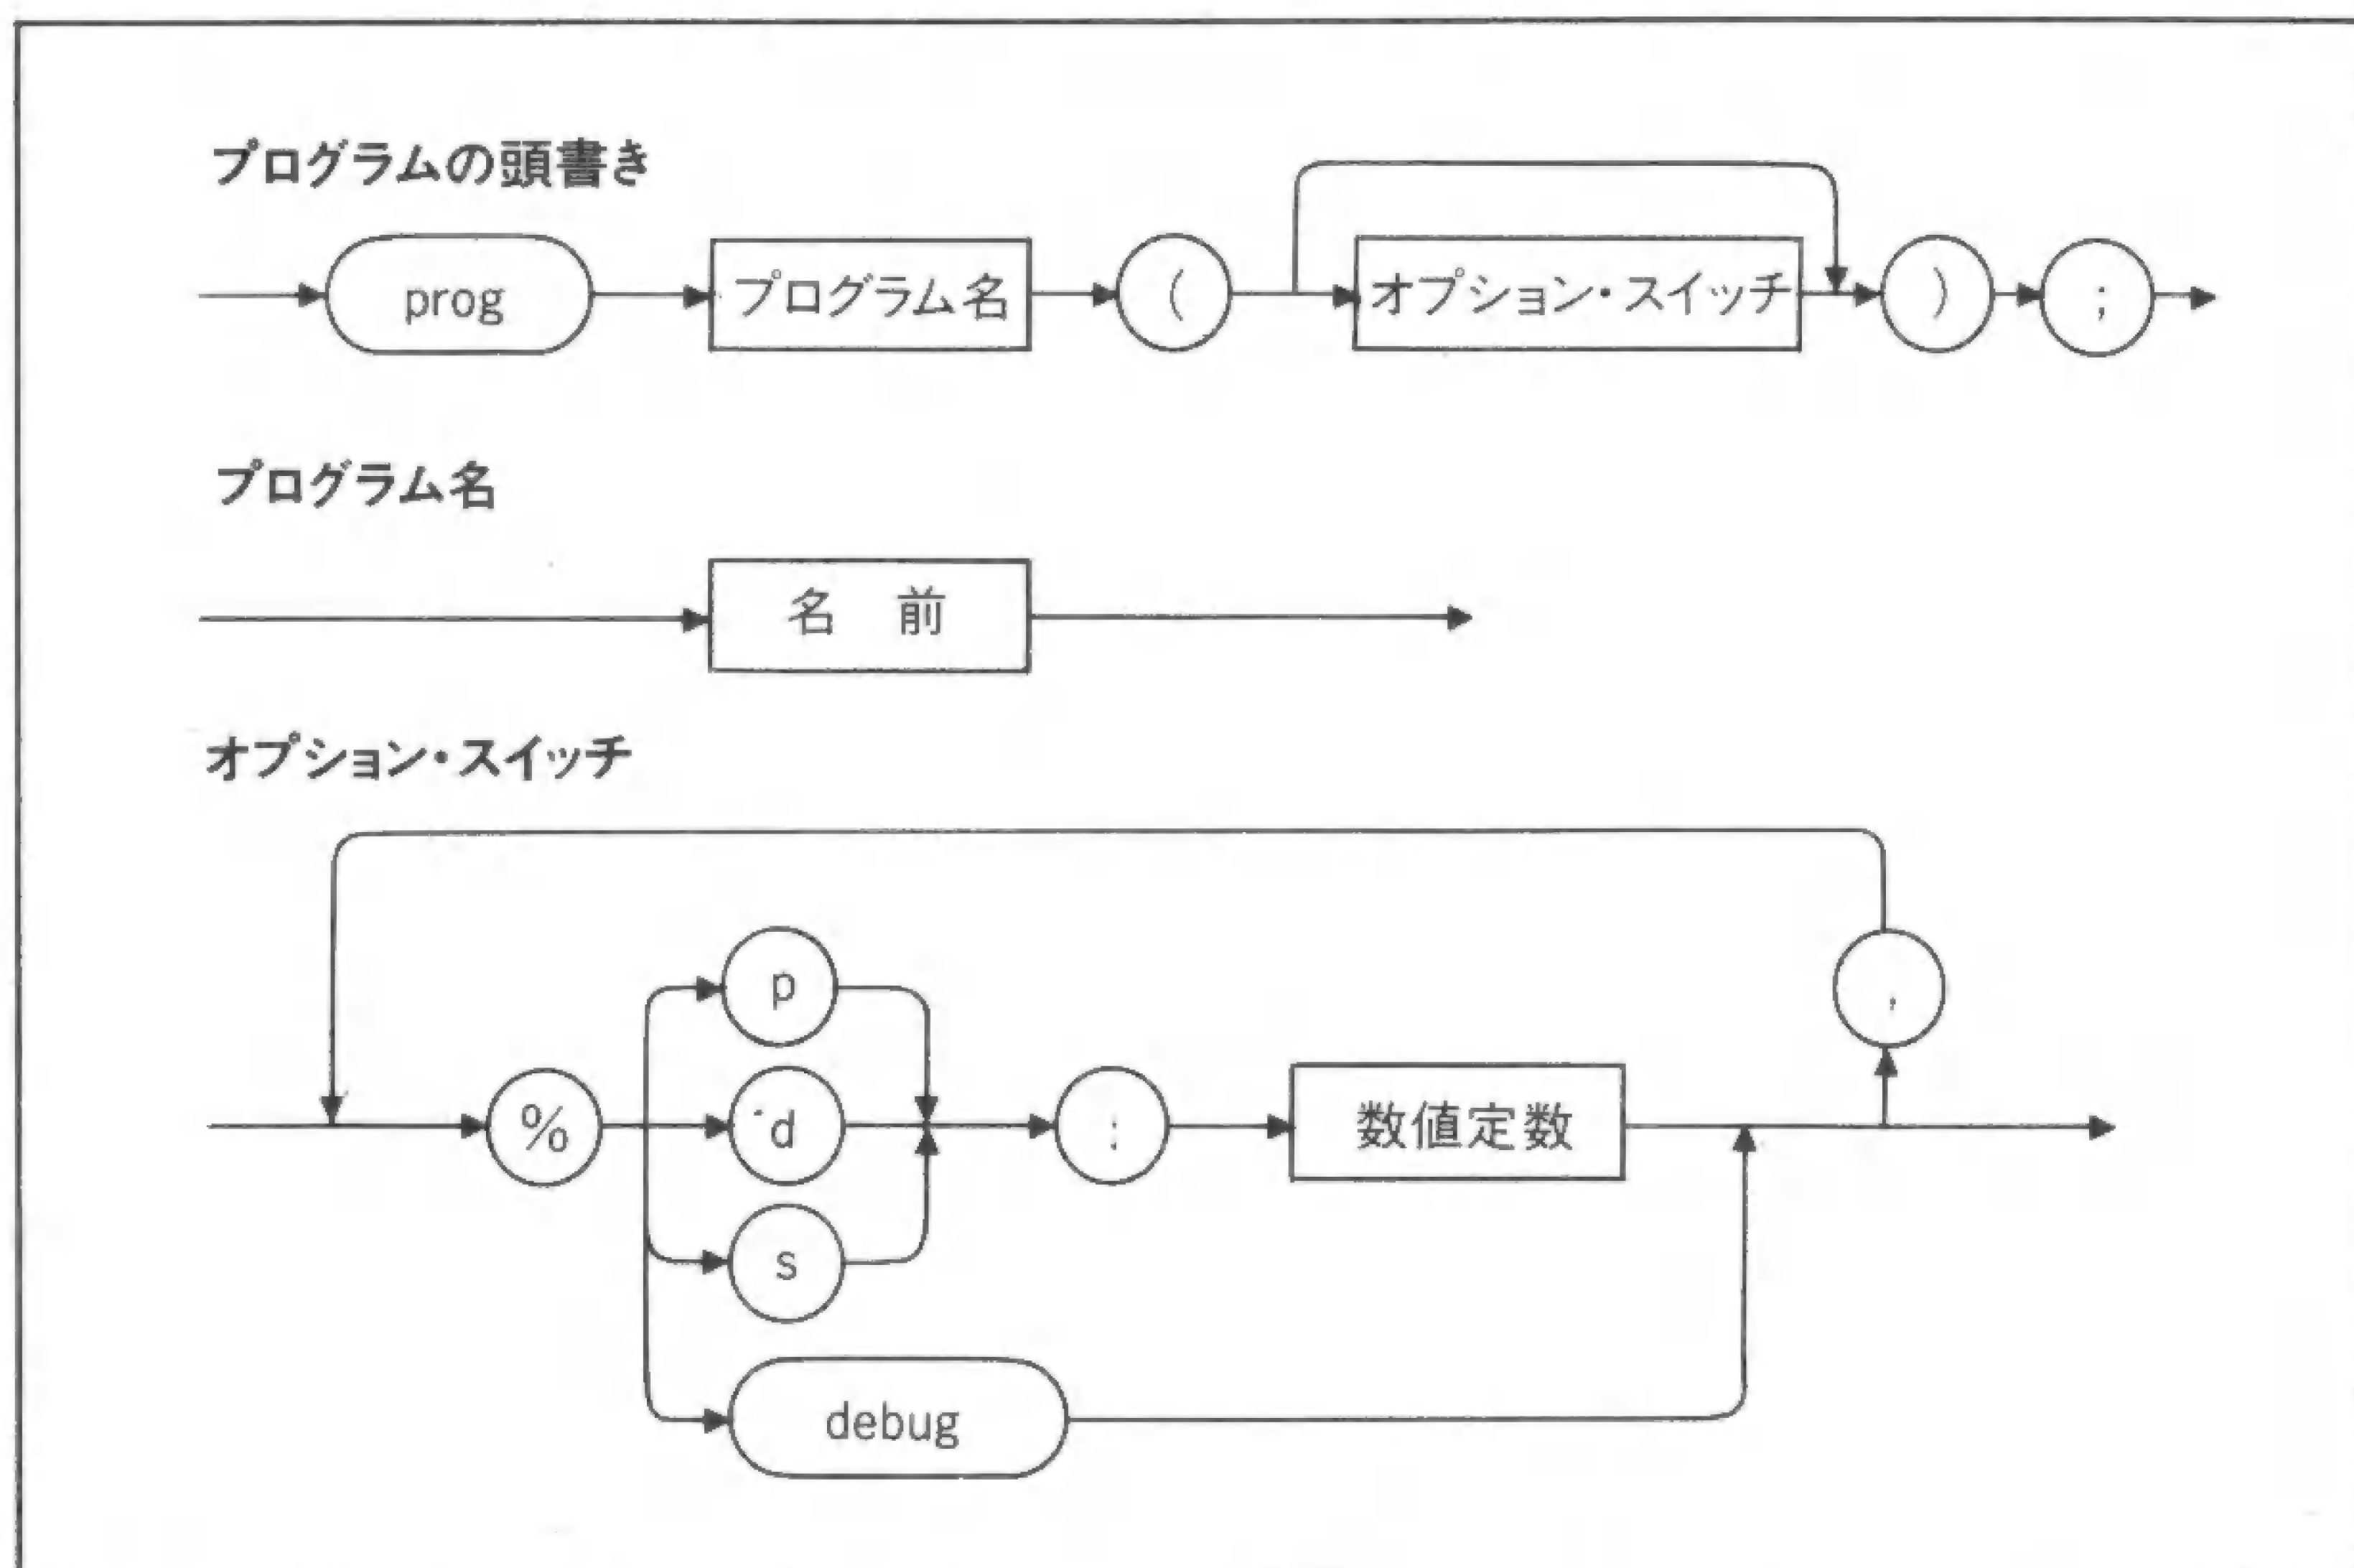 プログラムの頭書き
prog プログラム名 ( オプション・スイッチ ) ;
プログラム名
名 前
オプション・スイッチ
p
,
% d : 数値定数
s
debug